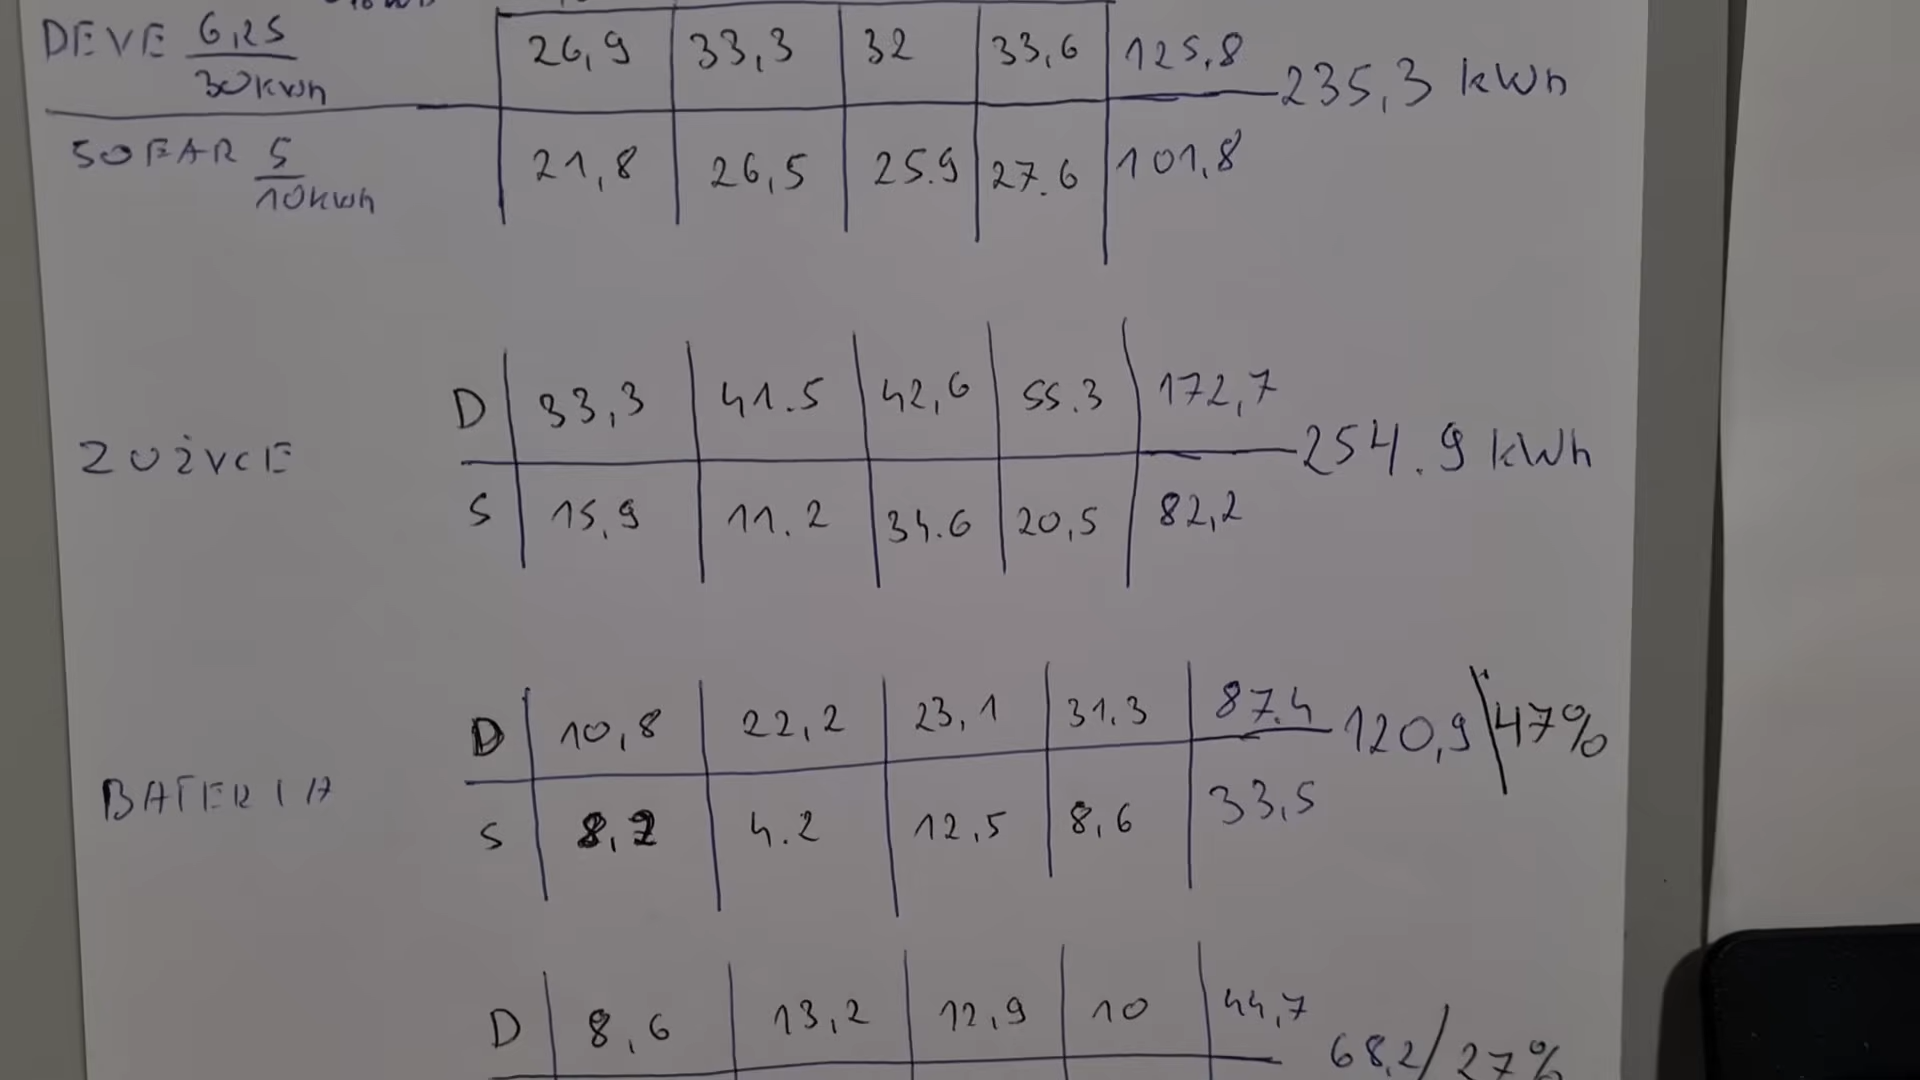 DEVE 6,25 26,9 33,3 32 33,6 125,8
30kWh 235,3 kWh
SOFAR 5 21,8 26,5 25.9 27.6 101,8
10kWh
D 33,3 41.5 42,6 55.3 172,7
ZUŻYCIE 254.9 kWh
S 15,9 11.2 34.6 20,5 82,2
D 10,8 22,2 23,1 31.3 87.4 120,9 47%
BATERIA
S 8,2 4.2 12,5 8,6 33,5
D 8,6 13,2 12,9 10 44,7
68,2/27%